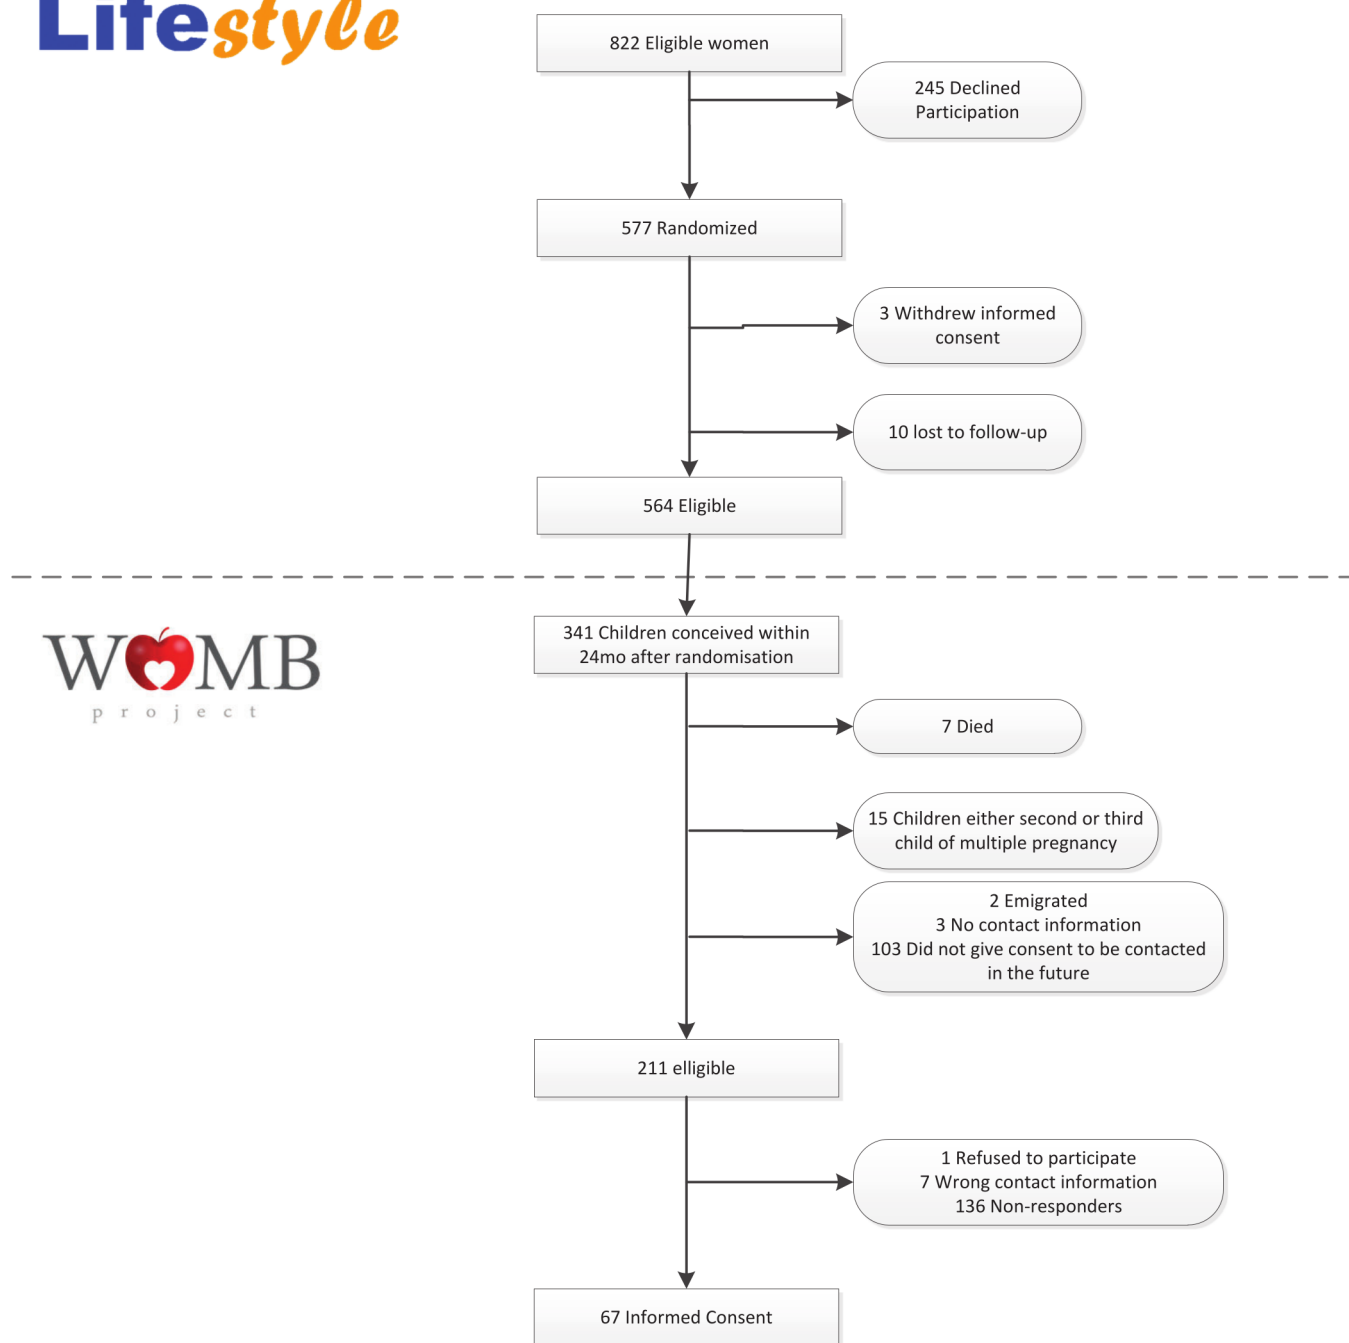 Lifestyle
822 Eligible women
245 Declined
Participation
577 Randomized
3 Withdrew informed
consent
10 lost to follow-up
564 Eligible
341 Children conceived within
24mo after randomisation
WOMB
project
7 Died
15 Children either second or third
child of multiple pregnancy
2 Emigrated
3 No contact information
103 Did not give consent to be contacted
in the future
211 elligible
1 Refused to participate
7 Wrong contact information
136 Non-responders
67 Informed Consent